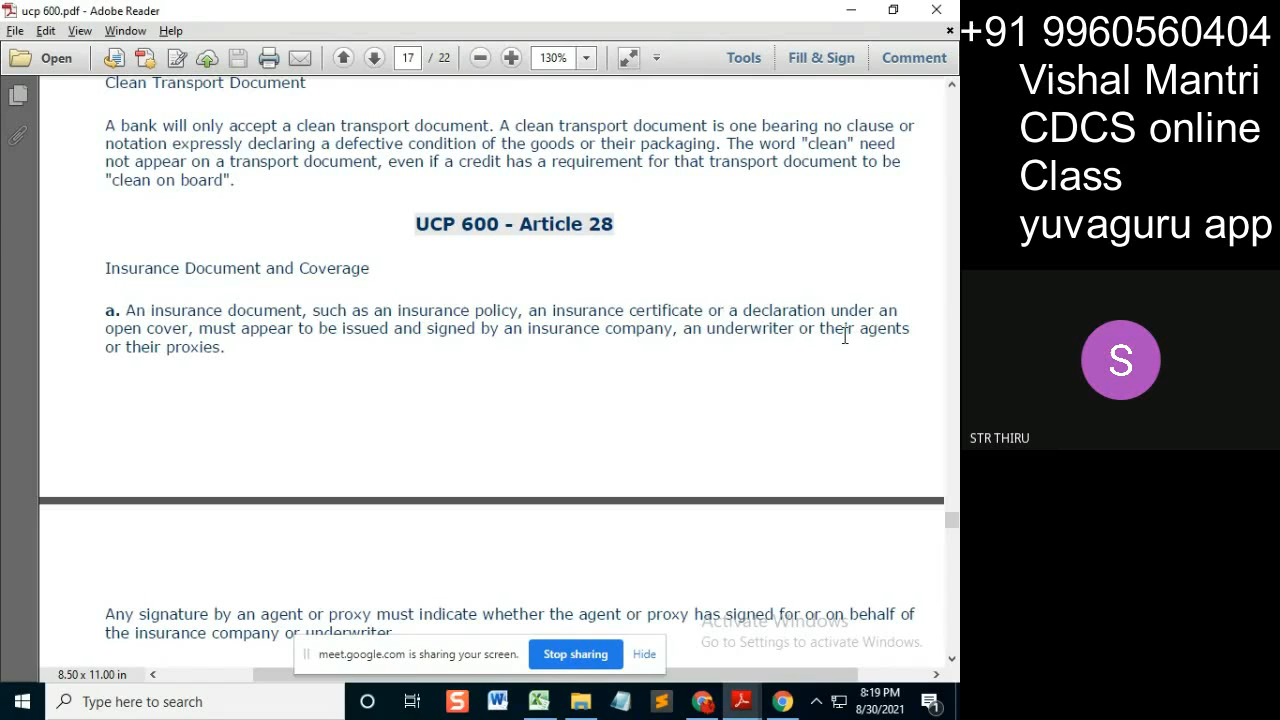 ucp 600.pdf - Adobe Reader
File Edit View Window Help
Open 17 / 22 130% Tools Fill & Sign Comment
Clean Transport Document
A bank will only accept a clean transport document. A clean transport document is one bearing no clause or
notation expressly declaring a defective condition of the goods or their packaging. The word "clean" need
not appear on a transport document, even if a credit has a requirement for that transport document to be
"clean on board".
UCP 600 - Article 28
Insurance Document and Coverage
a. An insurance document, such as an insurance policy, an insurance certificate or a declaration under an
open cover, must appear to be issued and signed by an insurance company, an underwriter or their agents
or their proxies.
Any signature by an agent or proxy must indicate whether the agent or proxy has signed for or on behalf of
the insurance company or underwriter.
Activate Windows
Go to Settings to activate Windows.
meet.google.com is sharing your screen. Stop sharing Hide
8.50 x 11.00 in
Type here to search
8:19 PM
8/30/2021
1
+91 9960560404
Vishal Mantri
CDCS online
Class
yuvaguru app
S
STR THIRU